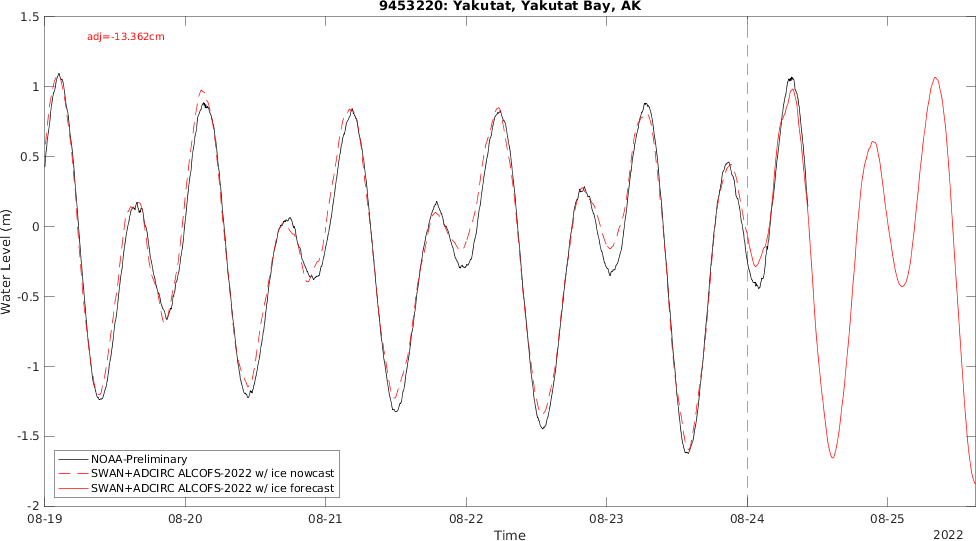 9453220: Yakutat, Yakutat Bay, AK
adj=-13.362cm
1.5
1
0.5
0
-0.5
-1
-1.5
-2
Water Level (m)
NOAA-Preliminary
SWAN+ADCIRC ALCOFS-2022 w/ ice nowcast
SWAN+ADCIRC ALCOFS-2022 w/ ice forecast
08-19 08-20 08-21 08-22 08-23 08-24 08-25
Time
2022